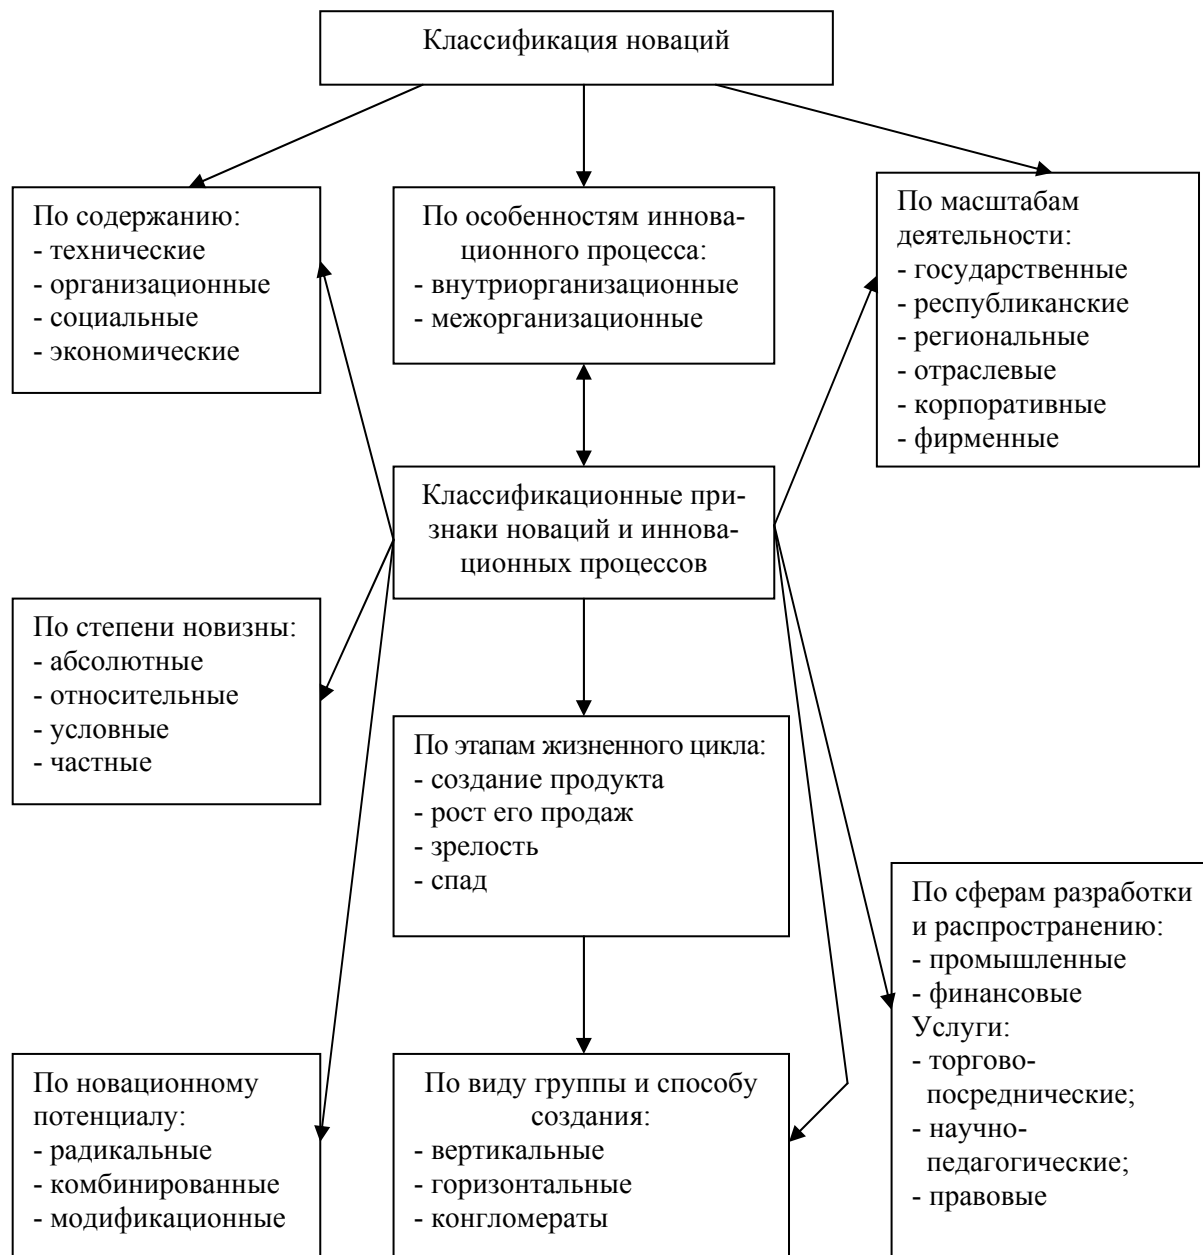 Классификация новаций
По содержанию:
- технические
- организационные
- социальные
- экономические
По особенностям иннова-
ционного процесса:
- внутриорганизационные
- межорганизационные
По масштабам
деятельности:
- государственные
- республиканские
- региональные
- отраслевые
- корпоративные
- фирменные
Классификационные при-
знаки новаций и иннова-
ционных процессов
По степени новизны:
- абсолютные
- относительные
- условные
- частные
По этапам жизненного цикла:
- создание продукта
- рост его продаж
- зрелость
- спад
По сферам разработки
и распространению:
- промышленные
- финансовые
Услуги:
- торгово-
посреднические;
- научно-
педагогические;
- правовые
По новационному
потенциалу:
- радикальные
- комбинированные
- модификационные
По виду группы и способу
создания:
- вертикальные
- горизонтальные
- конгломераты